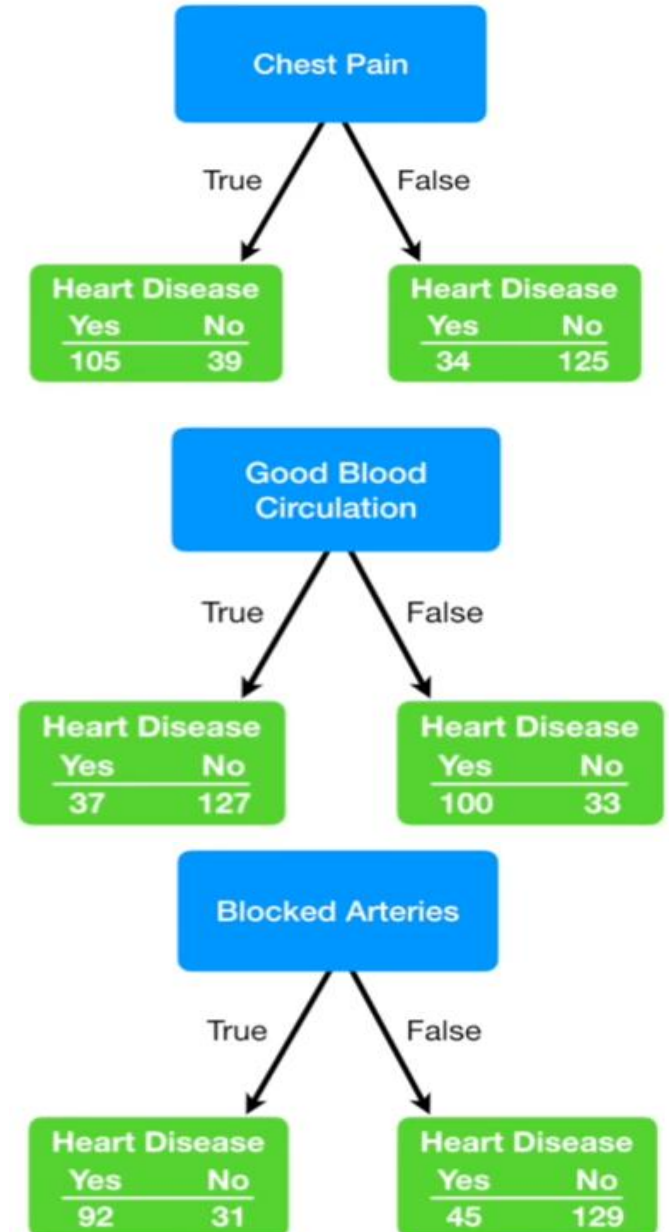 Chest Pain
True False
Heart Disease Heart Disease
Yes No Yes No
105 39 34 125
Good Blood
Circulation
True False
Heart Disease Heart Disease
Yes No Yes No
37 127 100 33
Blocked Arteries
True False
Heart Disease Heart Disease
Yes No Yes No
92 31 45 129